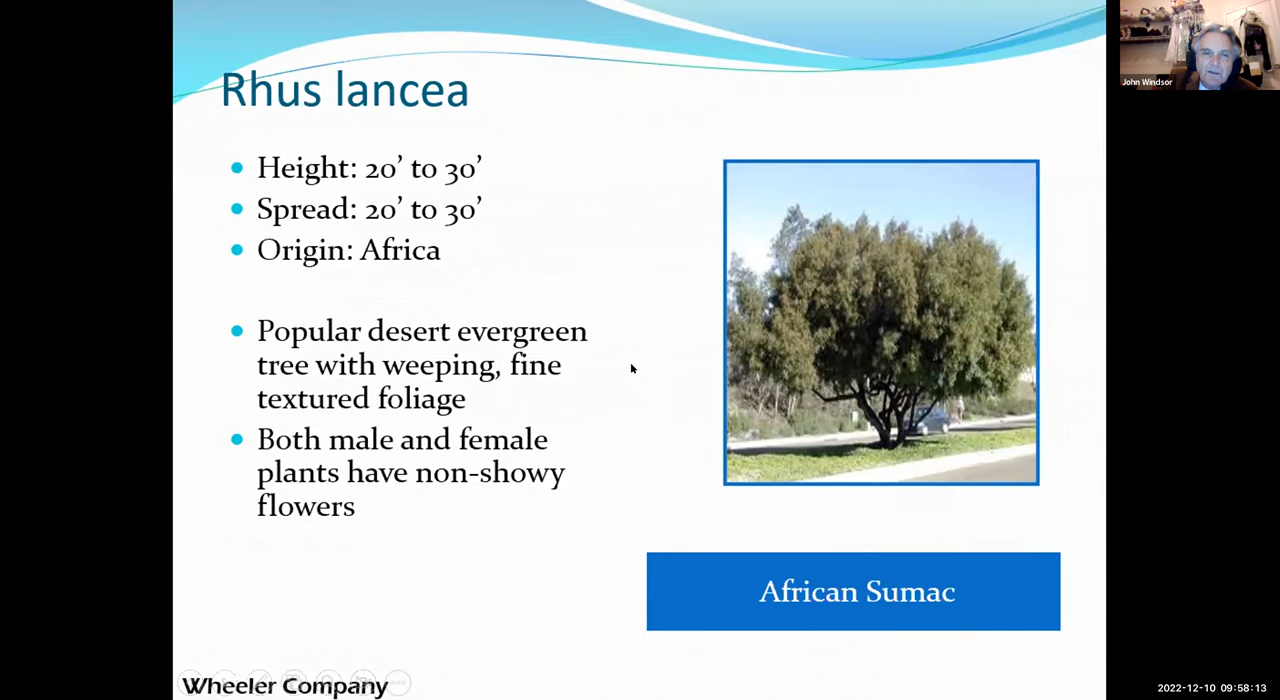 Rhus lancea
John Windsor
• Height: 20’ to 30’
• Spread: 20’ to 30’
• Origin: Africa
• Popular desert evergreen
tree with weeping, fine
textured foliage
• Both male and female
plants have non-showy
flowers
African Sumac
Wheeler Company
2022-12-10 09:58:13